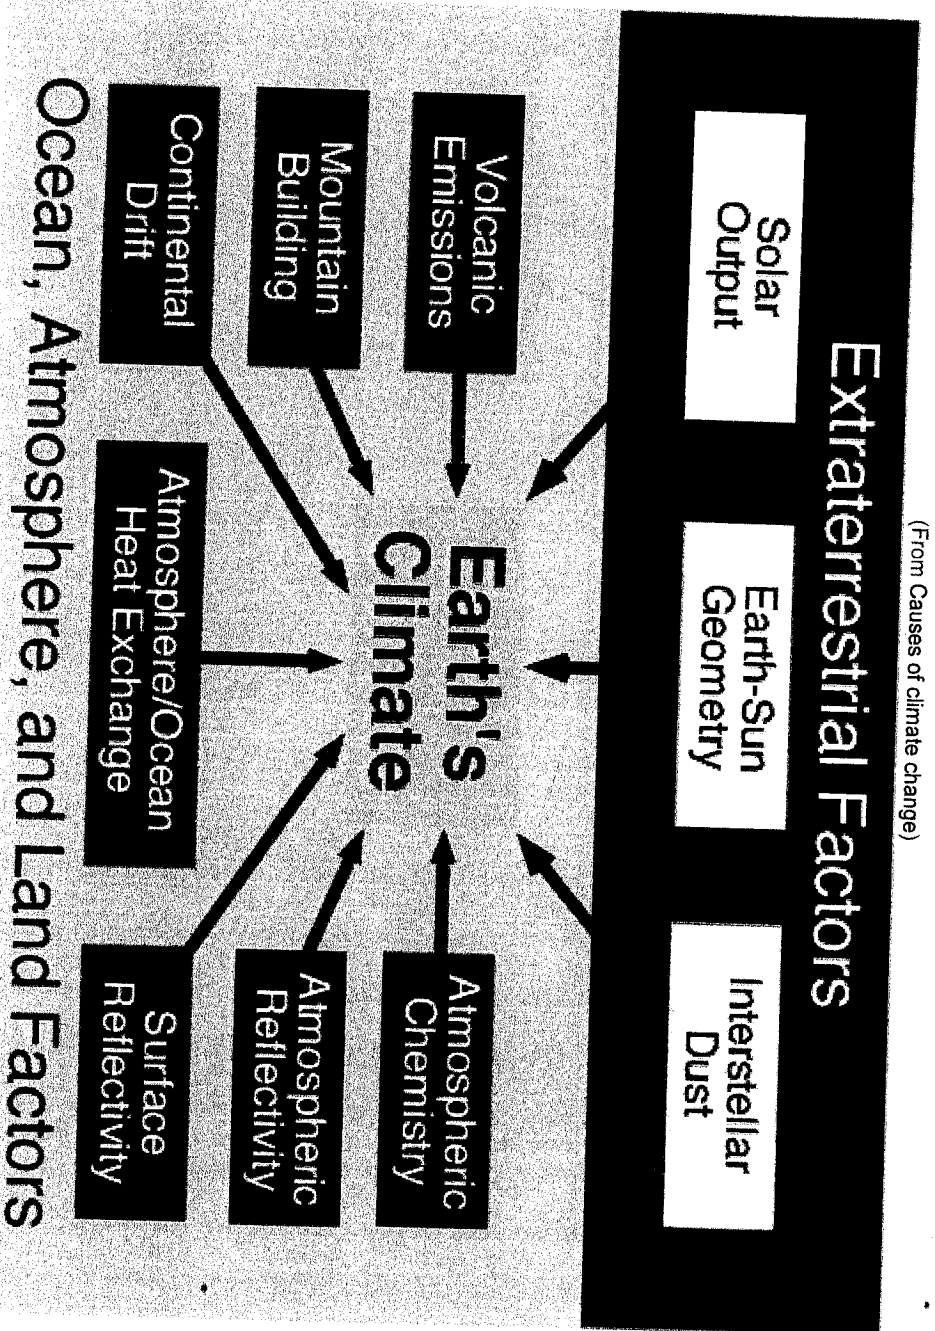 (From Causes of climate change)
Extraterrestrial Factors
Solar
Output
Earth-Sun
Geometry
Interstellar
Dust
Volcanic
Emissions
Mountain
Building
Continental
Drift
Earth's
Climate
Atmospheric
Chemistry
Atmospheric
Reflectivity
Surface
Reflectivity
Atmosphere/Ocean
Heat Exchange
Ocean, Atmosphere, and Land Factors